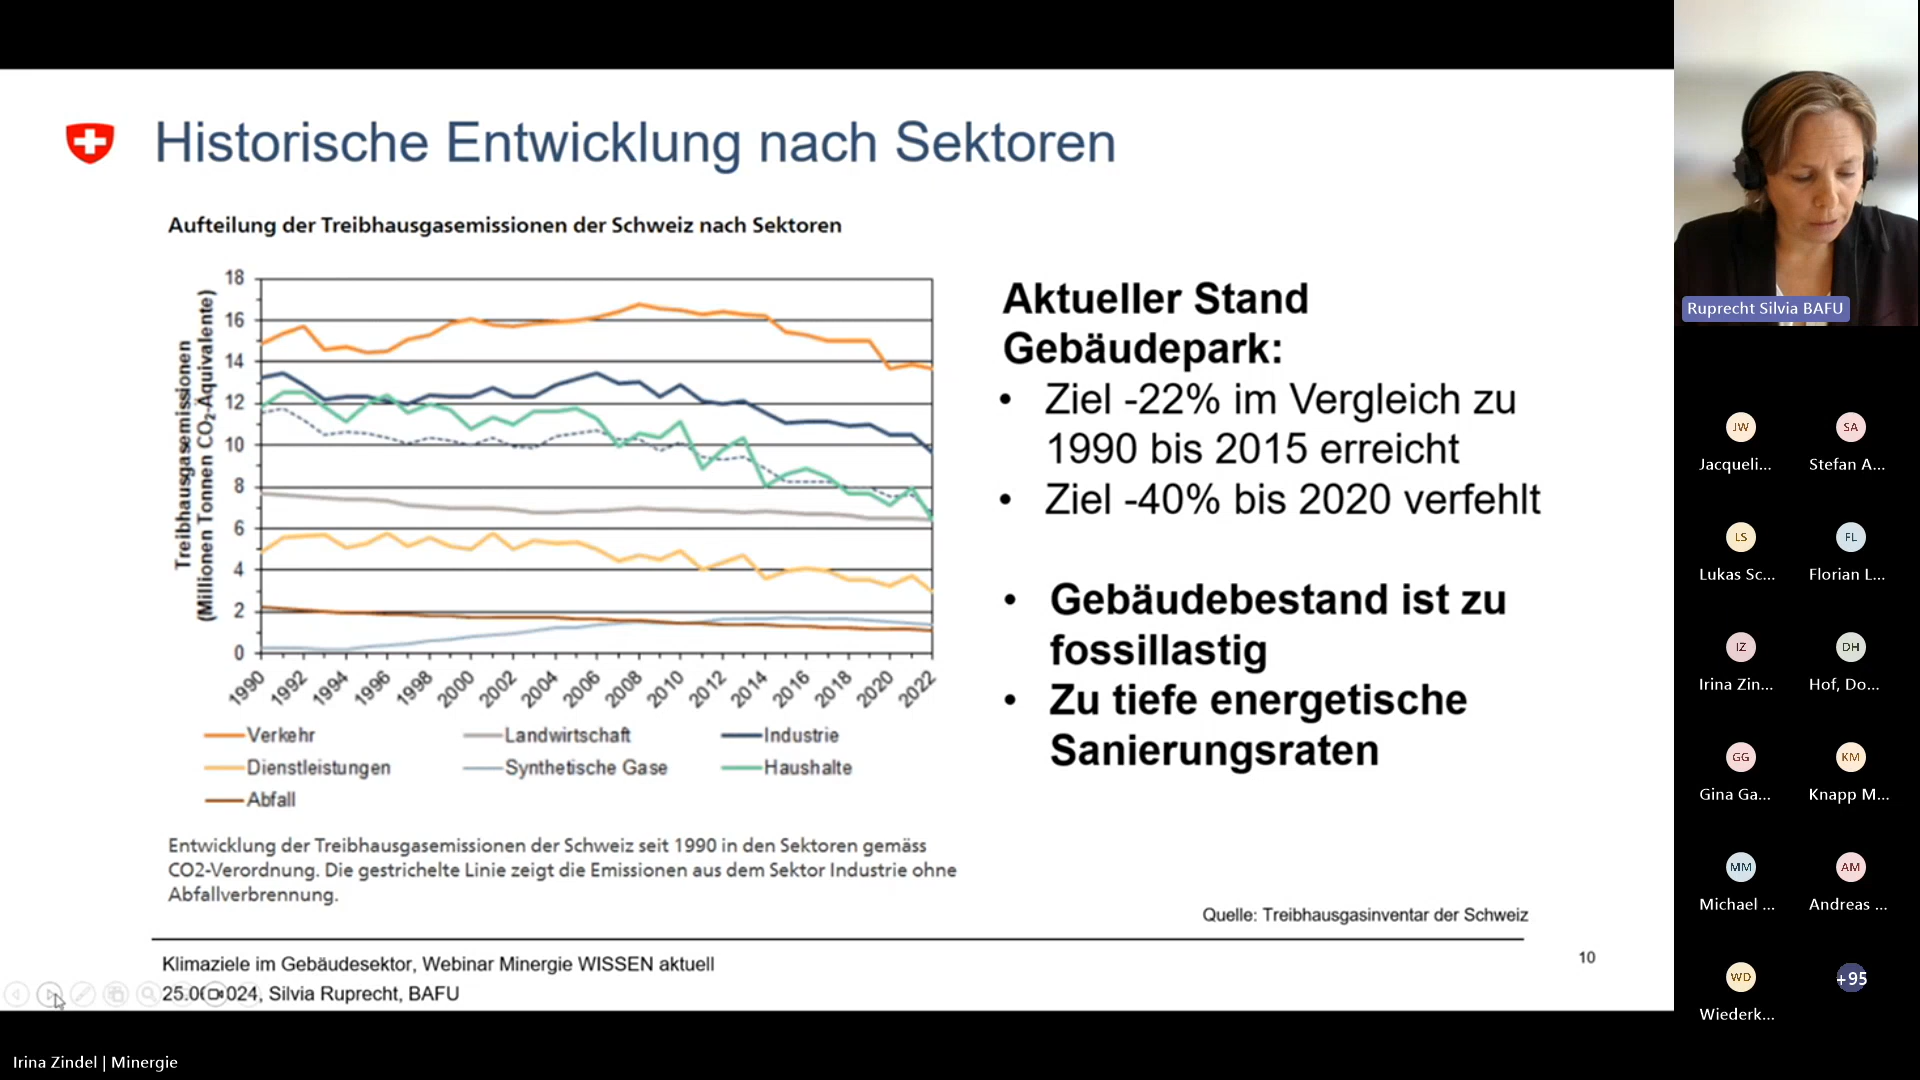 Historische Entwicklung nach Sektoren
Aufteilung der Treibhausgasemissionen der Schweiz nach Sektoren
Treibhausgasemissionen
(Millionen Tonnen CO2-Äquivalente)
18
16
14
12
10
8
6
4
2
0
1990
1992
1994
1996
1998
2000
2002
2004
2006
2008
2010
2012
2014
2016
2018
2020
2022
Verkehr
Landwirtschaft
Industrie
Dienstleistungen
Synthetische Gase
Haushalte
Abfall
Entwicklung der Treibhausgasemissionen der Schweiz seit 1990 in den Sektoren gemäss
CO2-Verordnung. Die gestrichelte Linie zeigt die Emissionen aus dem Sektor Industrie ohne
Abfallverbrennung.
Aktueller Stand
Gebäudepark:
• Ziel -22% im Vergleich zu
1990 bis 2015 erreicht
• Ziel -40% bis 2020 verfehlt
• Gebäudebestand ist zu
fossillastig
• Zu tiefe energetische
Sanierungsraten
Quelle: Treibhausgasinventar der Schweiz
Klimaziele im Gebäudesektor, Webinar Minergie WISSEN aktuell
Silvia Ruprecht, BAFU
10
Ruprecht Silvia BAFU
JW
Jacqueli...
SA
Stefan A...
LS
Lukas Sc...
FL
Florian L...
IZ
Irina Zin...
DH
Hof, Do...
GG
Gina Ga...
KM
Knapp M...
MM
Michael ...
AM
Andreas ...
WD
Wiederk...
+95
Irina Zindel | Minergie